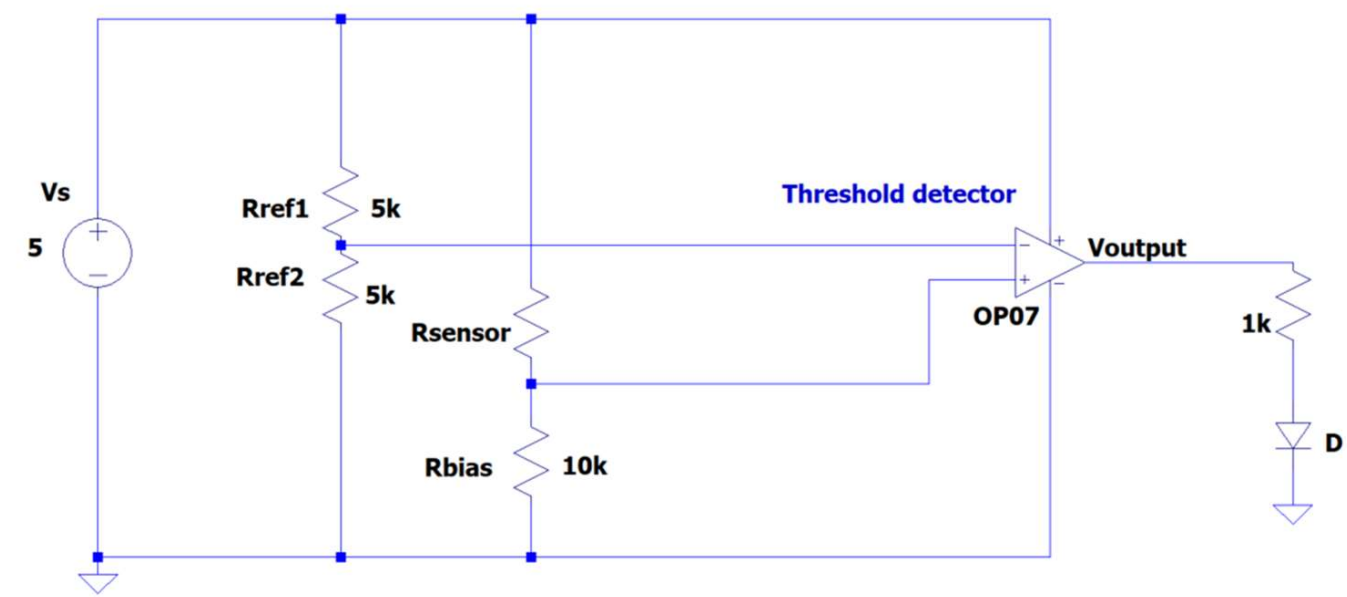 Vs
5
Rref1
5k
Rref2
5k
Rsensor
Rbias
10k
Threshold detector
Voutput
OP07
1k
D